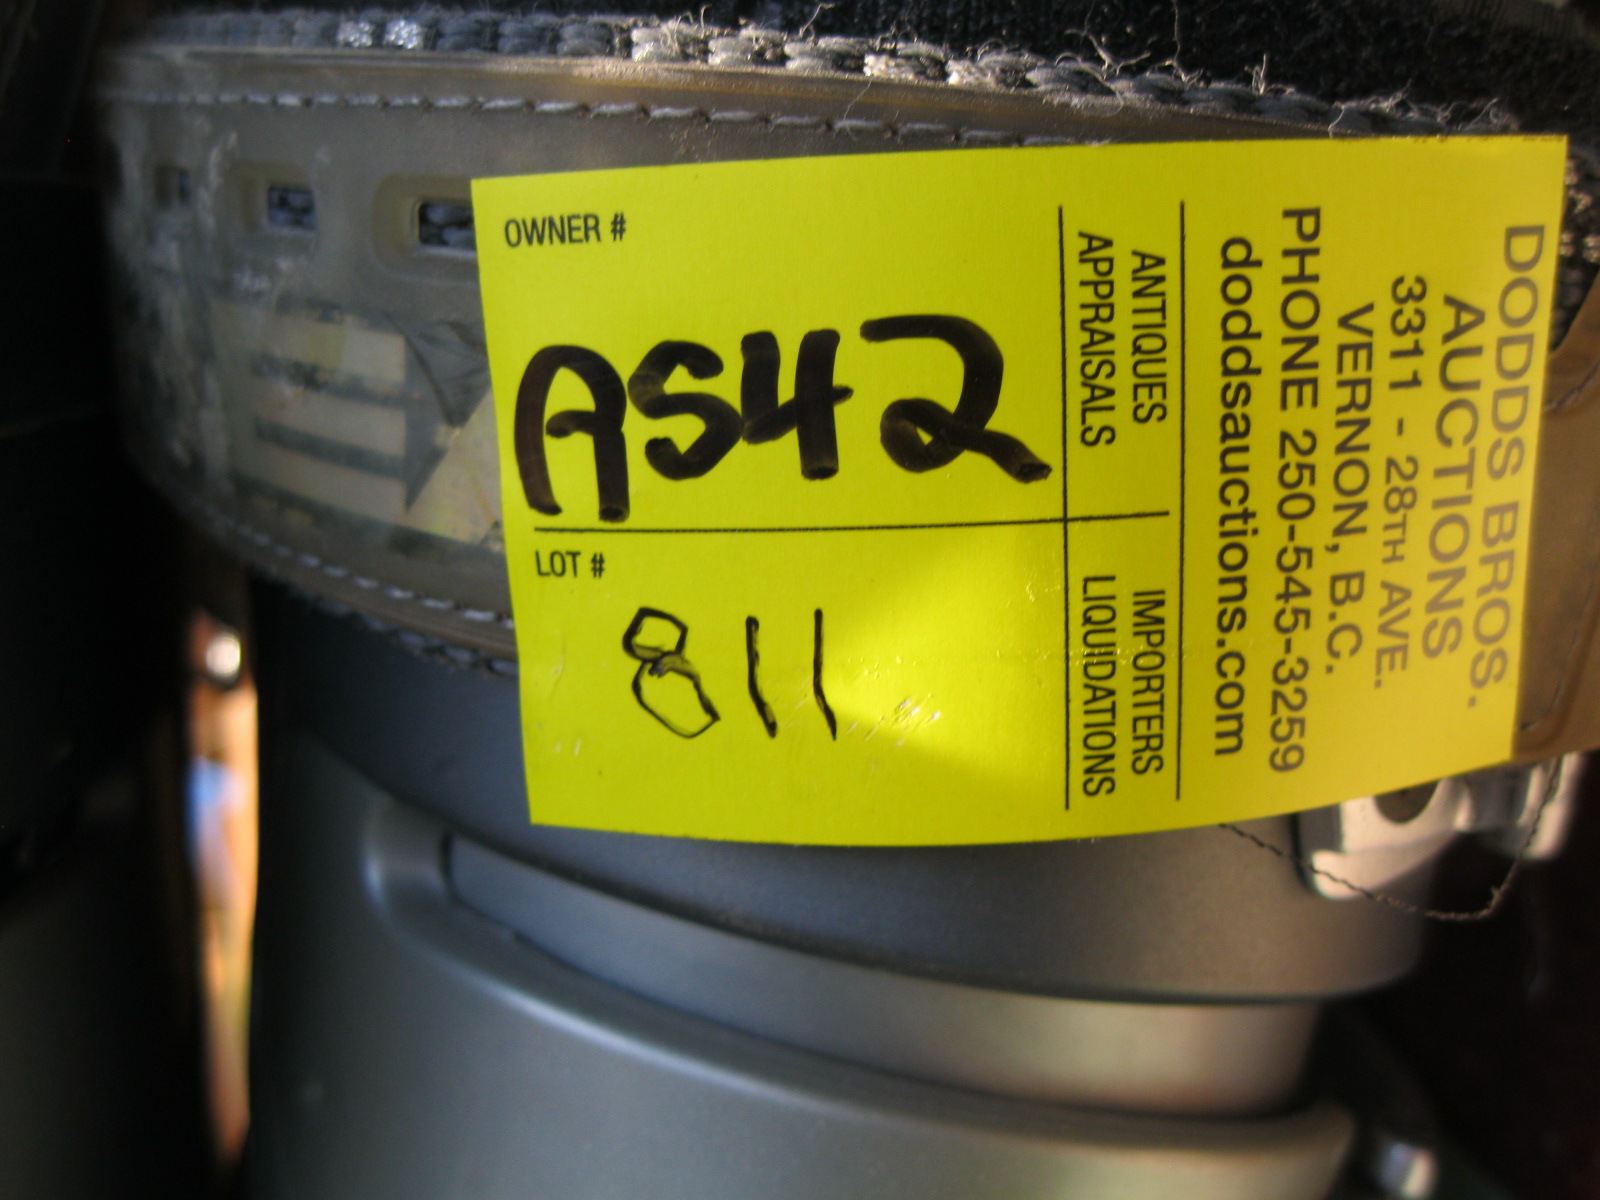 OWNER #
A542
LOT #
811
ANTIQUES
APPRAISALS
IMPORTERS
LIQUIDATIONS
DODDS BROS.
AUCTIONS
3311 - 28TH AVE.
VERNON, B.C.
PHONE 250-545-3259
doddsauctions.com